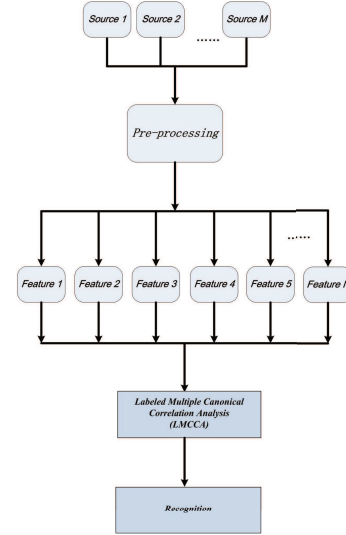 Source 1 Source 2 ...... Source M
Pre-processing
......
Feature 1 Feature 2 Feature 3 Feature 4 Feature 5 Feature
Labeled Multiple Canonical
Correlation Analysis
(LMCCA)
Recognition